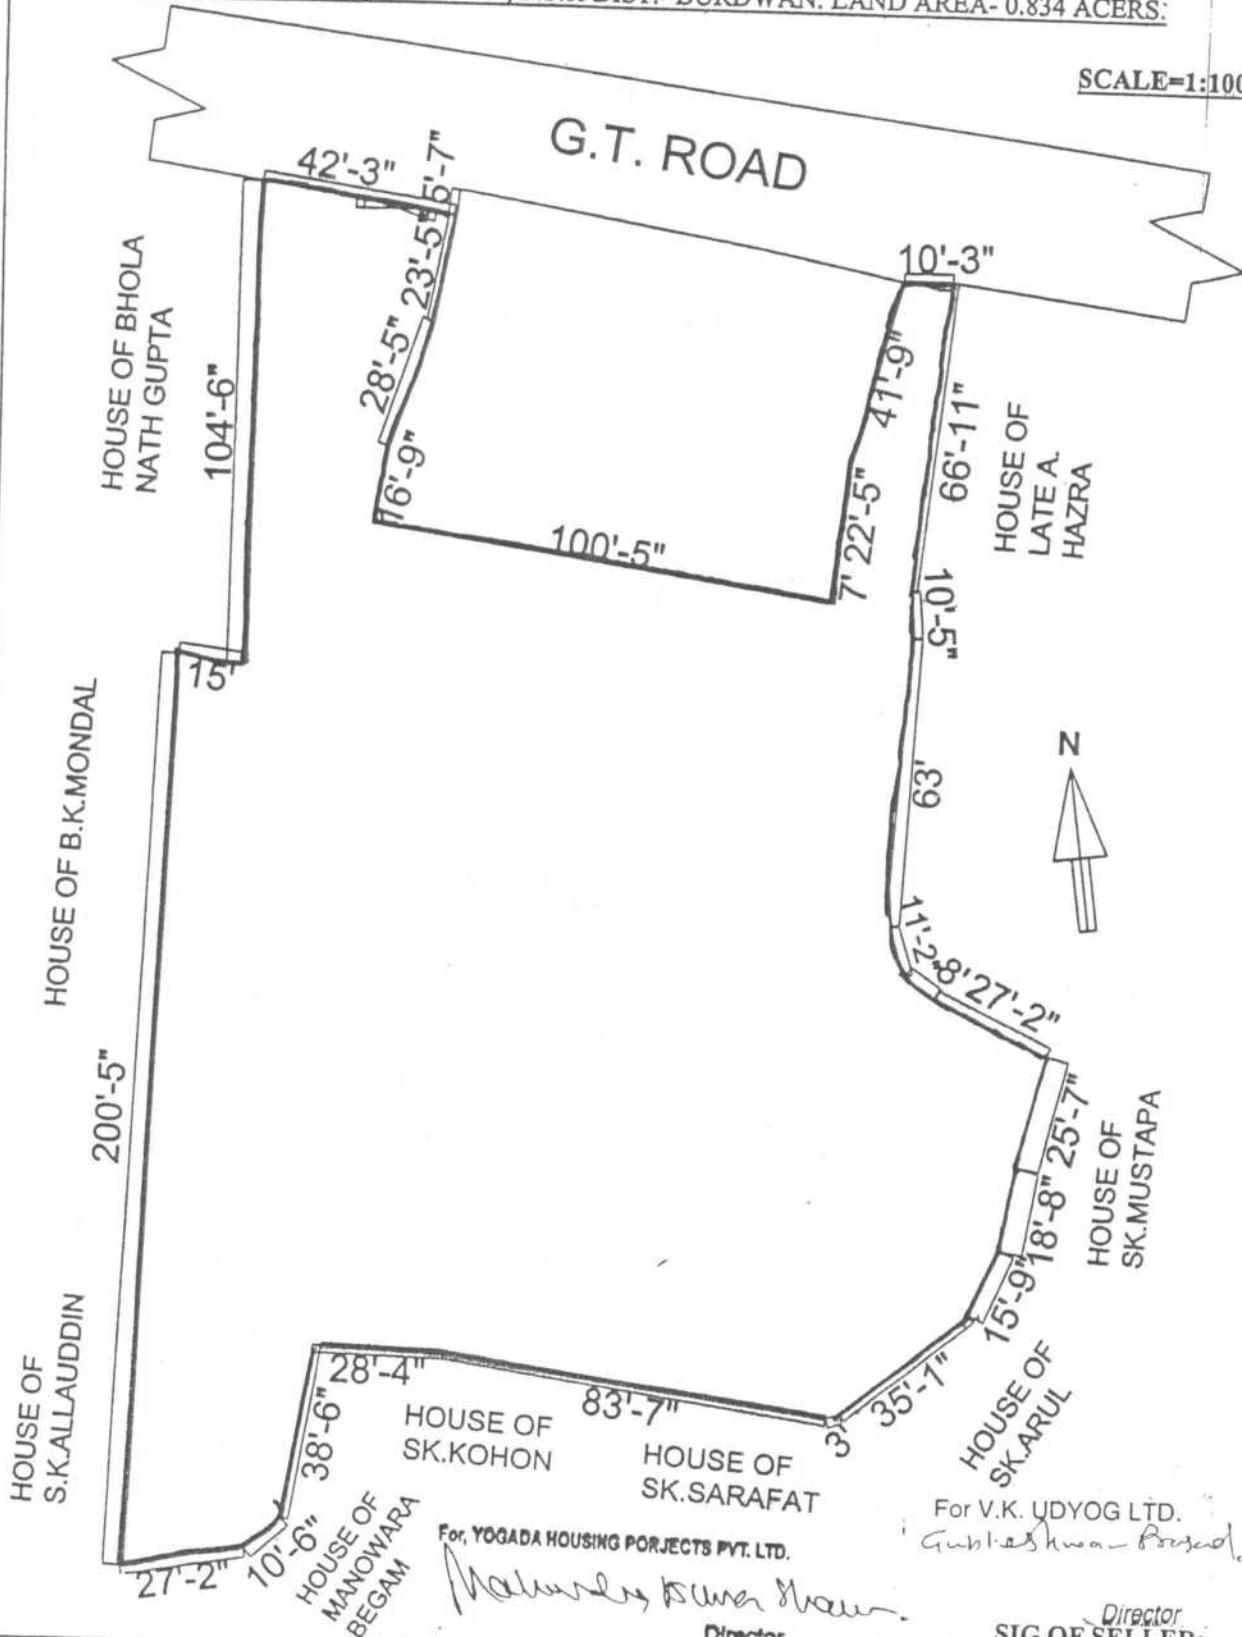 DIST.- BURDWAN. LAND AREA- 0.834 ACERS.
SCALE=1:100
G.T. ROAD
42'-3"
5'-7"
23'-5"
28'-5"
16'-9"
100'-5"
10'-3"
41'-9"
22'-5"
7'
66'-11"
10'-5"
63'
HOUSE OF BHOLA
NATH GUPTA
104'-6"
15'
HOUSE OF
LATE A.
HAZRA
N
HOUSE OF B.K.MONDAL
200'-5"
11'-2"
8'
27'-2"
25'-7"
18'-8"
15'-9"
35'-1"
3'
HOUSE OF
SK.MUSTAPA
HOUSE OF
SK.ARUL
HOUSE OF
S.K.ALLAUDDIN
28'-4"
83'-7"
38'-6"
10'-6"
27'-2"
HOUSE OF
SK.KOHON
HOUSE OF
SK.SARAFAT
HOUSE OF
MANOWARA
BEGAM
For, YOGADA HOUSING PORJECTS PVT. LTD.
Director
For V.K. UDYOG LTD.
Director
SIG OF SELLER: